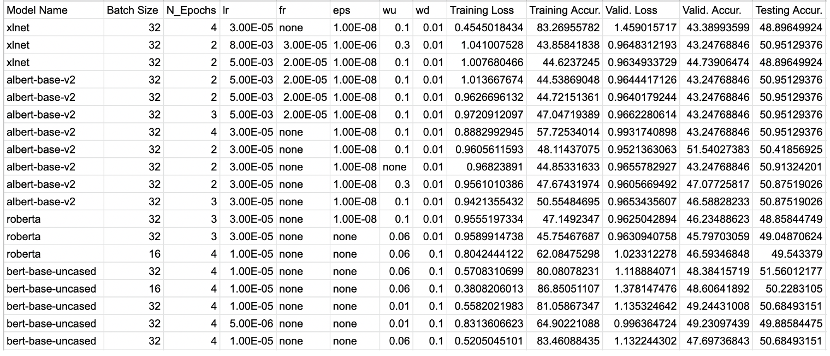 Model Name Batch Size N_Epochs lr fr eps wu wd Training Loss Training Accur. Valid. Loss Valid. Accur. Testing Accur.
xlnet 32 4 3.00E-05 none 1.00E-08 0.1 0.01 0.4545018434 83.26955782 1.459015717 43.38993599 48.89649924
xlnet 32 2 8.00E-03 3.00E-05 1.00E-06 0.3 0.01 1.041007528 43.85841838 0.9648312193 43.24768846 50.95129376
xlnet 32 2 5.00E-03 2.00E-05 1.00E-08 0.1 0.01 1.007680466 44.6237245 0.9634933729 44.73906474 48.89649924
albert-base-v2 32 2 5.00E-03 2.00E-05 1.00E-08 0.1 0.01 1.013667674 44.53869048 0.9644417126 43.24768846 50.95129376
albert-base-v2 32 2 5.00E-03 2.00E-05 1.00E-08 0.1 0.01 0.9626696132 44.72151361 0.9640179244 43.24768846 50.95129376
albert-base-v2 32 3 5.00E-03 2.00E-05 1.00E-08 0.1 0.01 0.9720912097 47.04719389 0.9662280614 43.24768846 50.95129376
albert-base-v2 32 4 3.00E-05 none 1.00E-08 0.1 0.01 0.8882992945 57.72534014 0.9931740898 43.24768846 50.95129376
albert-base-v2 32 2 3.00E-05 none 1.00E-08 0.1 0.01 0.9605611593 48.11437075 0.9521363063 51.54027383 50.41856925
albert-base-v2 32 2 3.00E-05 none 1.00E-08 none 0.01 0.96823891 44.85331633 0.9655782927 43.24768846 50.91324201
albert-base-v2 32 2 3.00E-05 none 1.00E-08 0.3 0.01 0.9561010386 47.67431974 0.9605669492 47.07725817 50.87519026
albert-base-v2 32 3 3.00E-05 none 1.00E-08 0.1 0.01 0.9421355432 50.55484695 0.9653435607 46.58828233 50.87519026
roberta 32 3 3.00E-05 none 1.00E-08 0.1 0.01 0.9555197334 47.1492347 0.9625042894 46.23488623 48.85844749
roberta 32 3 3.00E-05 none none 0.06 0.01 0.9589914738 45.75467687 0.9630940758 45.79703059 49.04870624
roberta 16 4 1.00E-05 none none 0.06 0.1 0.8042444122 62.08475298 1.023312278 46.59346848 49.543379
bert-base-uncased 32 4 1.00E-05 none none 0.06 0.1 0.5708310699 80.08078231 1.118884071 48.38415719 51.56012177
bert-base-uncased 16 4 1.00E-05 none none 0.06 0.1 0.3808206013 86.85051107 1.378147476 48.60641892 50.2283105
bert-base-uncased 32 4 1.00E-05 none none 0.01 0.1 0.5582021983 81.05867347 1.135324642 49.24431008 50.68493151
bert-base-uncased 32 4 5.00E-06 none none 0.01 0.1 0.8313606623 64.90221088 0.996364724 49.23097439 49.88584475
bert-base-uncased 32 4 1.00E-05 none none 0.06 0.1 0.5205045101 83.46088435 1.132244302 47.69736843 50.68493151